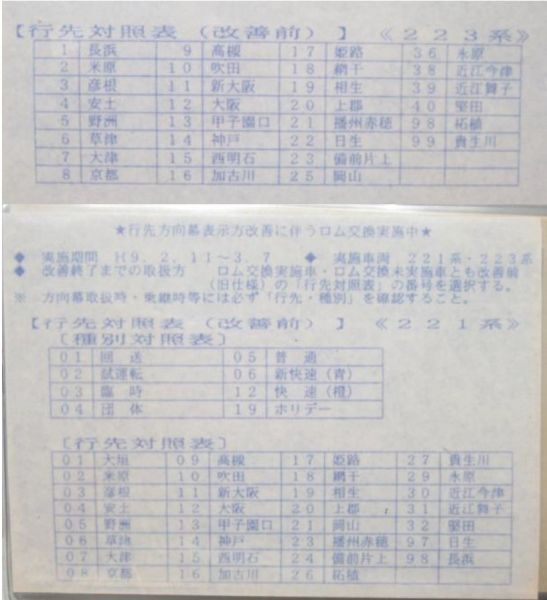 【行先対照表（改善前）】 《２２３系》
1 長浜 9 高槻 17 姫路 36 永原
2 米原 10 吹田 18 網干 38 近江今津
3 彦根 11 新大阪 19 相生 39 近江舞子
4 安土 12 大阪 20 上郡 40 堅田
5 野洲 13 甲子園口 21 播州赤穂 98 柘植
6 草津 14 神戸 22 日生 99 貴生川
7 大津 15 西明石 23 備前片上
8 京都 16 加古川 25 岡山
★行先方向幕表示方改善に伴うロム交換実施中★
◆ 実施期間 H9．2．11～3．7 ◆ 実施車両 221系・223系
◆ 改善終了までの取扱方 ロム交換実施車・ロム交換未実施車とも改善前
（旧仕様）の「行先対照表」の番号を選択する。
※ 方向幕取扱時・乗継時等には必ず「行先・種別」を確認すること。
【行先対照表（改善前）】 《２２１系》
［種別対照表］
01 回送 05 普通
02 試運転 06 新快速（青）
03 臨時 12 快速（橙）
04 団体 19 ホリデー
［行先対照表］
01 大垣 09 高槻 17 姫路 27 貴生川
02 米原 10 吹田 18 網干 29 永原
03 彦根 11 新大阪 19 相生 30 近江今津
04 安土 12 大阪 20 上郡 31 近江舞子
05 野洲 13 甲子園口 21 岡山 32 堅田
06 草津 14 神戸 23 播州赤穂 97 日生
07 大津 15 西明石 24 備前片上 98 長浜
08 京都 16 加古川 26 柘植